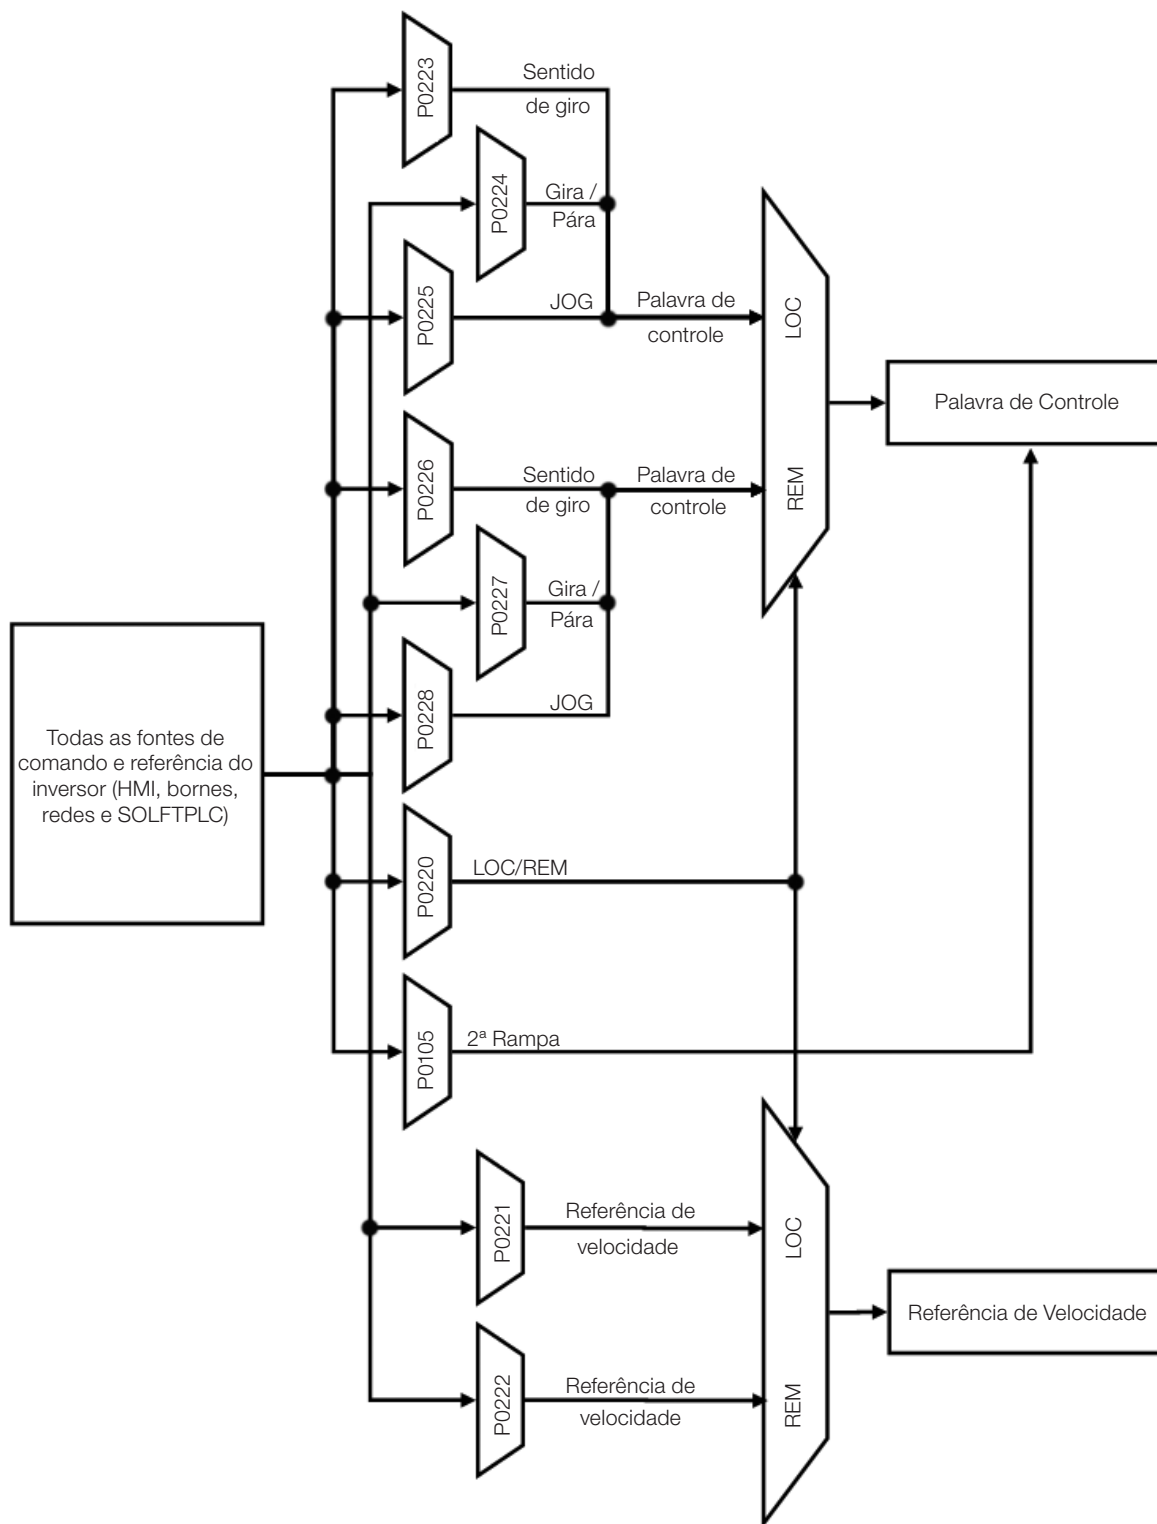 P0223
Sentido
de giro
P0224
Gira /
Pára
P0225
JOG
Palavra de
controle
LOC
Palavra de Controle
P0226
Sentido
de giro
Palavra de
controle
REM
P0227
Gira /
Pára
P0228
JOG
Todas as fontes de
comando e referência do
inversor (HMI, bornes,
redes e SOLFTPLC)
P0220
LOC/REM
P0105
2ª Rampa
P0221
Referência de
velocidade
LOC
Referência de Velocidade
P0222
Referência de
velocidade
REM